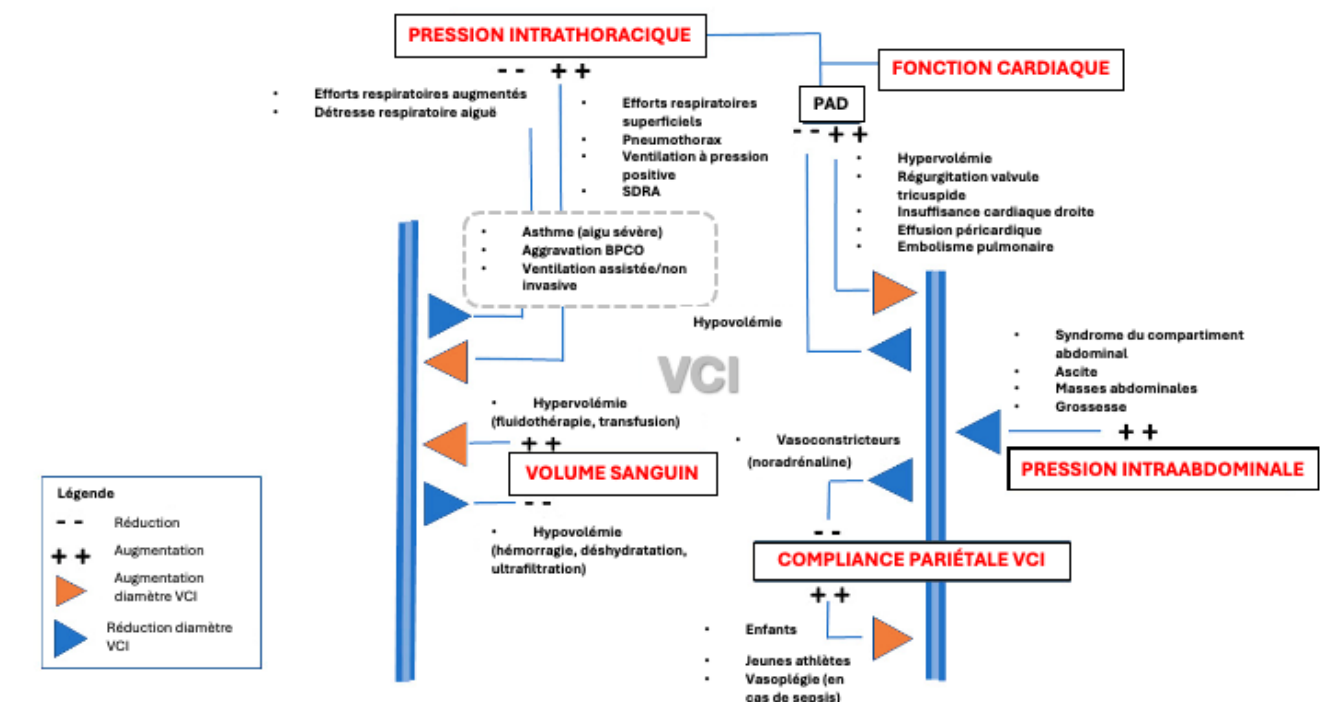 PRESSION INTRATHORACIQUE
-- ++
• Efforts respiratoires augmentés
• Détresse respiratoire aiguë
• Efforts respiratoires
superficiels
• Pneumothorax
• Ventilation à pression
positive
• SDRA
FONCTION CARDIAQUE
PAD
-- ++
• Hypervolémie
• Régurgitation valvule
tricuspide
• Insuffisance cardiaque droite
• Effusion péricardique
• Embolisme pulmonaire
• Asthme (aigu sévère)
• Aggravation BPCO
• Ventilation assistée/non
invasive
Hypovolémie
VCI
• Syndrome du compartiment
abdominal
• Ascite
• Masses abdominales
• Grossesse
++
PRESSION INTRAABDOMINALE
• Hypervolémie
(fluidothérapie, transfusion)
++
VOLUME SANGUIN
--
• Hypovolémie
(hémorragie, déshydratation,
ultrafiltration)
• Vasoconstricteurs
(noradrénaline)
--
COMPLIANCE PARIÉTALE VCI
++
• Enfants
• Jeunes athlètes
• Vasoplégie (en
cas de sepsis)
Légende
-- Réduction
++ Augmentation
Augmentation
diamètre VCI
Réduction diamètre
VCI